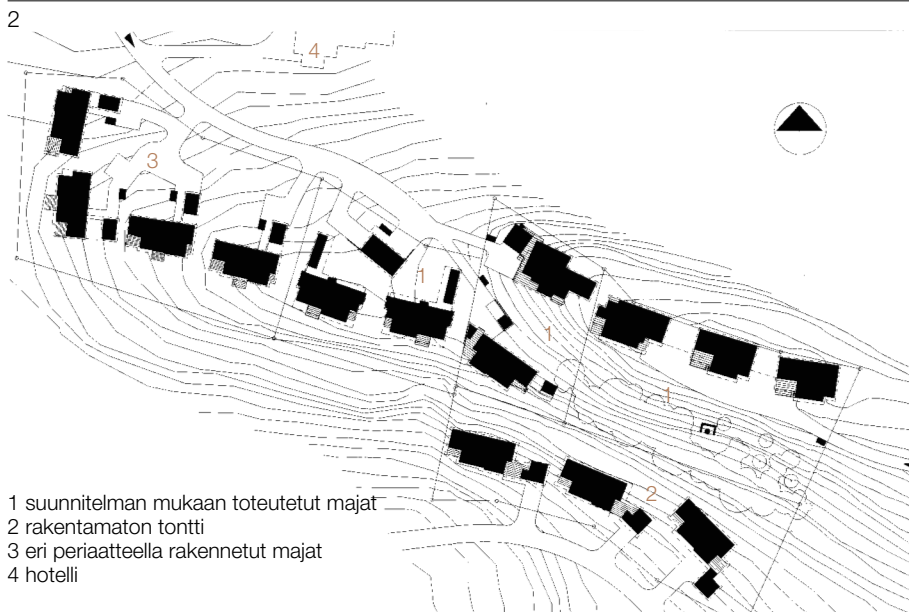 2
4
3
1
1
1
2
1 suunnitelman mukaan toteutetut majat
2 rakentamaton tontti
3 eri periaatteella rakennetut majat
4 hotelli